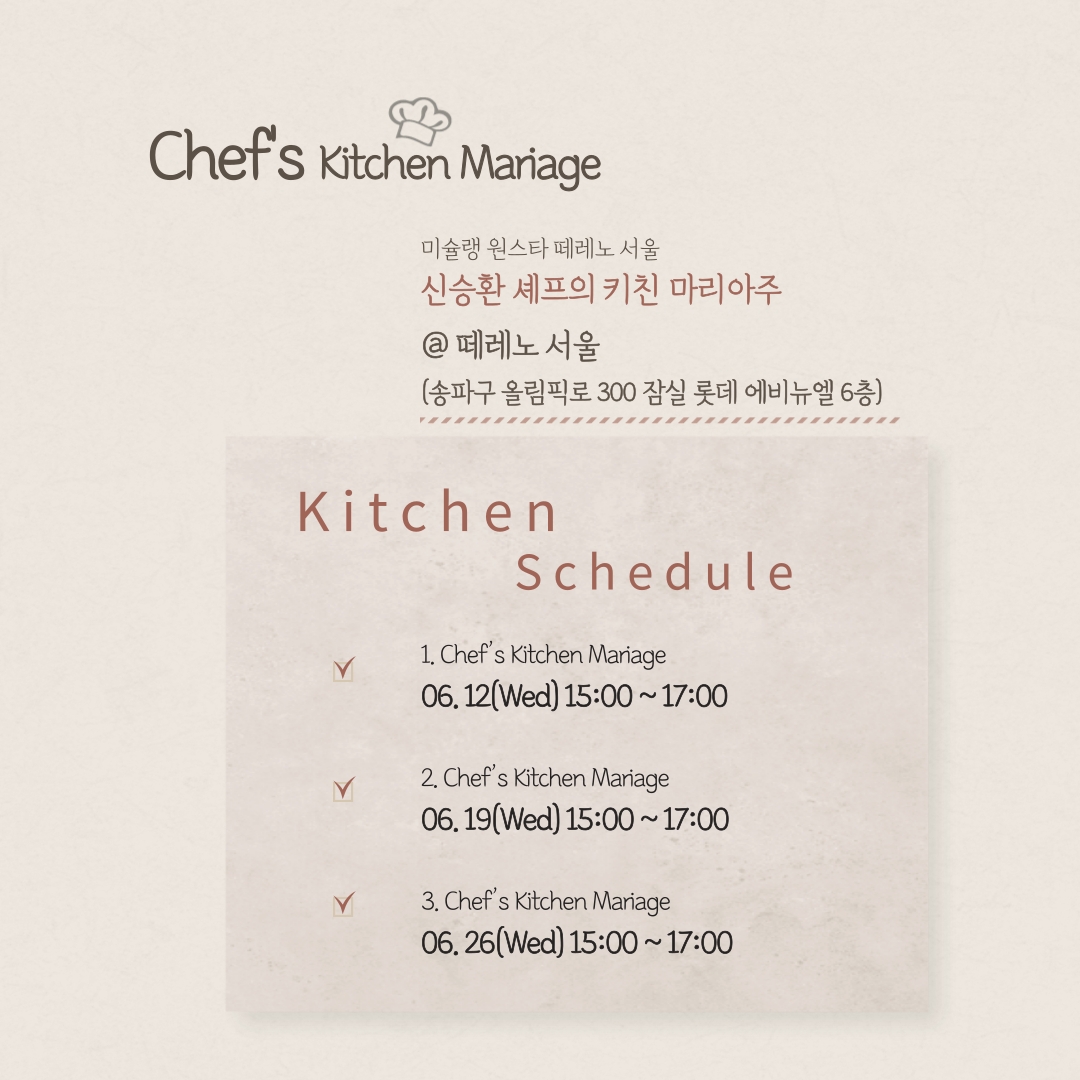 Chef's Kitchen Mariage
미슐랭 원스타 떼레노 서울
신승환 셰프의 키친 마리아주
@ 떼레노 서울
(송파구 올림픽로 300 잠실 롯데 에비뉴엘 6층)
Kitchen
Schedule
1. Chef’s Kitchen Mariage
06. 12(Wed) 15:00 ~ 17:00
2. Chef’s Kitchen Mariage
06. 19(Wed) 15:00 ~ 17:00
3. Chef’s Kitchen Mariage
06. 26(Wed) 15:00 ~ 17:00